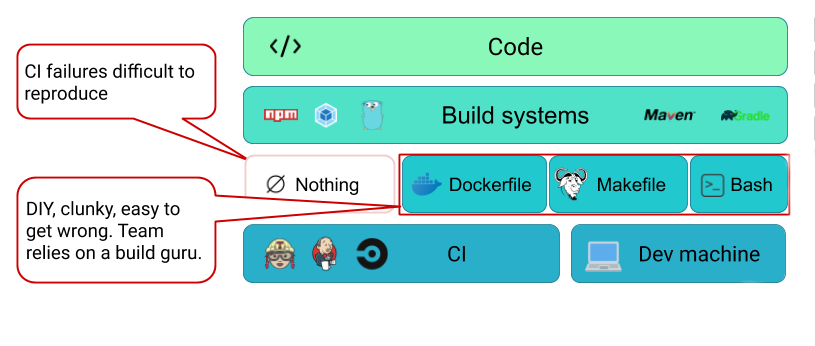 </> Code
CI failures difficult to
reproduce
npm Build systems Maven Gradle
Nothing Dockerfile Makefile >_ Bash
DIY, clunky, easy to
get wrong. Team
relies on a build guru.
CI Dev machine